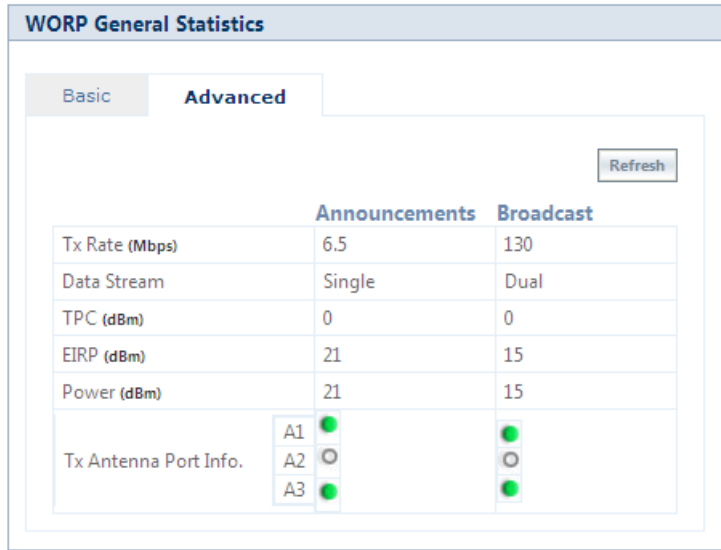 WORP General Statistics
Basic Advanced
Refresh
Announcements Broadcast
Tx Rate (Mbps) 6.5 130
Data Stream Single Dual
TPC (dBm) 0 0
EIRP (dBm) 21 15
Power (dBm) 21 15
A1
Tx Antenna Port Info. A2
A3